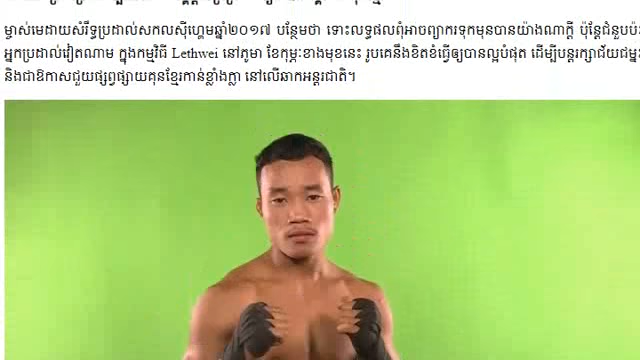 ម្ចាស់មេដាយសំរឹទ្ធប្រដាល់សកលស៊ីហ្គេមឆ្នាំ២០១៧ បន្ថែមថា ទោះលទ្ធផលពុំអាចព្យាករទុកមុនបានយ៉ាងណាក្តី ប៉ុន្តែជំនួប
អ្នកប្រដាល់វៀតណាម ក្នុងកម្មវិធី Lethwei នៅភូមា ខែកុម្ភៈខាងមុខនេះ រូបគេនឹងខិតខំធ្វើឲ្យបានល្អបំផុត ដើម្បីបន្តរក្សាជ័យជម្នះ
និងជាឱកាសជួយផ្សព្វផ្សាយគុនខ្មែរកាន់ខ្លាំងក្លា នៅលើឆាកអន្តរជាតិ។